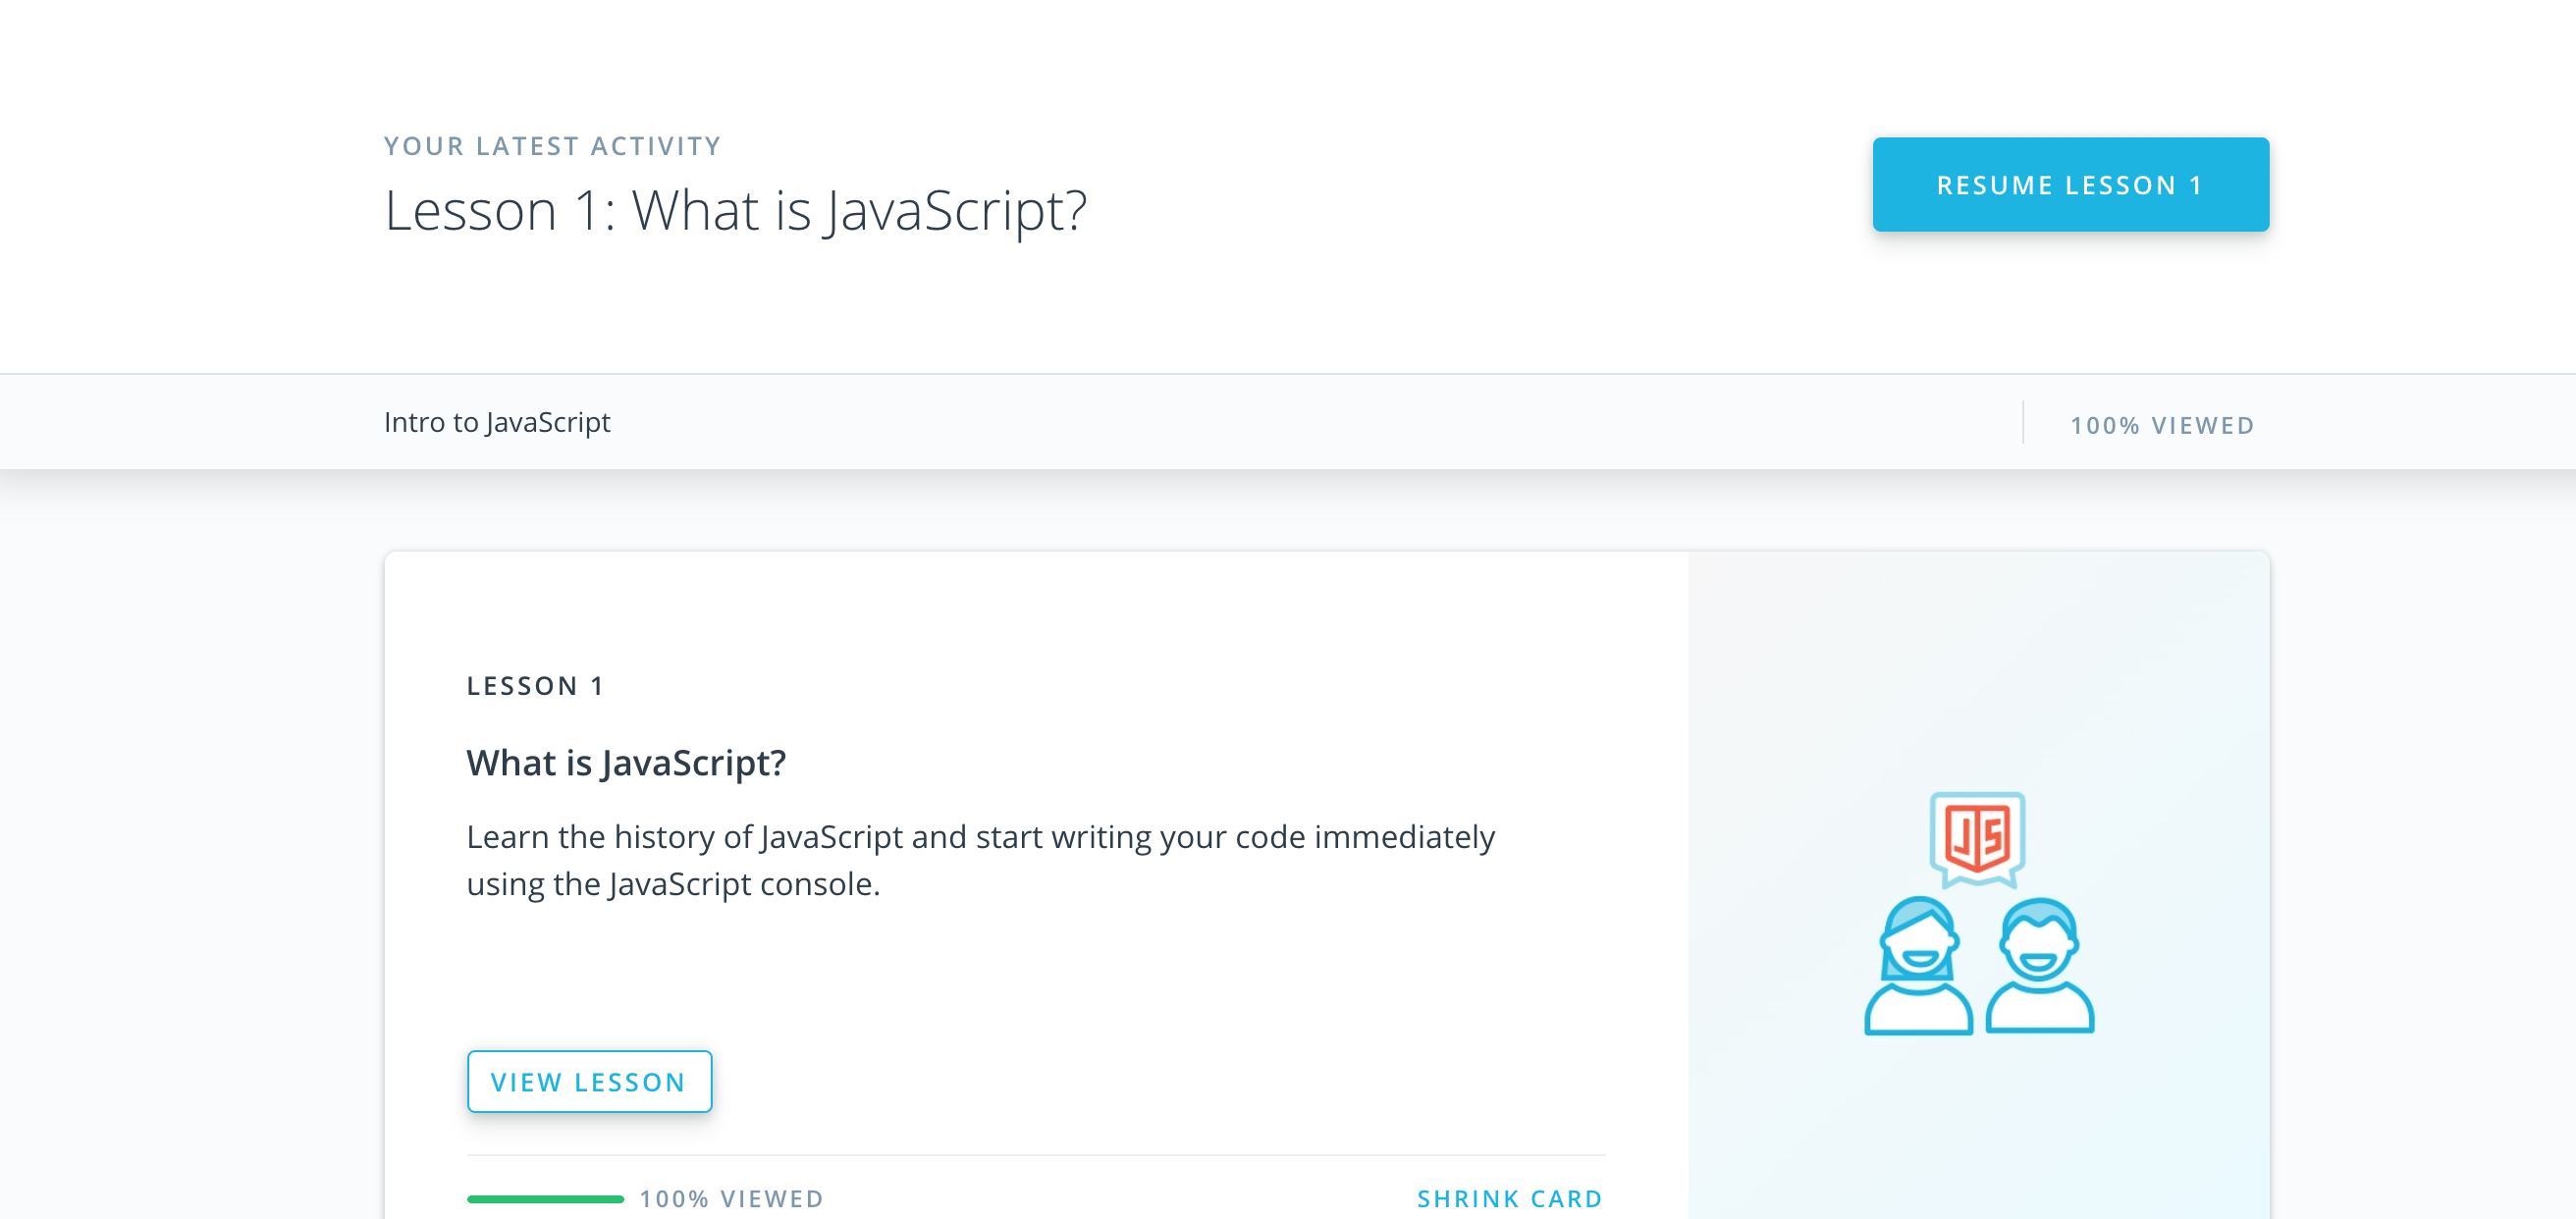 YOUR LATEST ACTIVITY
Lesson 1: What is JavaScript?
RESUME LESSON 1
Intro to JavaScript
100% VIEWED
LESSON 1
What is JavaScript?
Learn the history of JavaScript and start writing your code immediately
using the JavaScript console.
JS
VIEW LESSON
100% VIEWED
SHRINK CARD